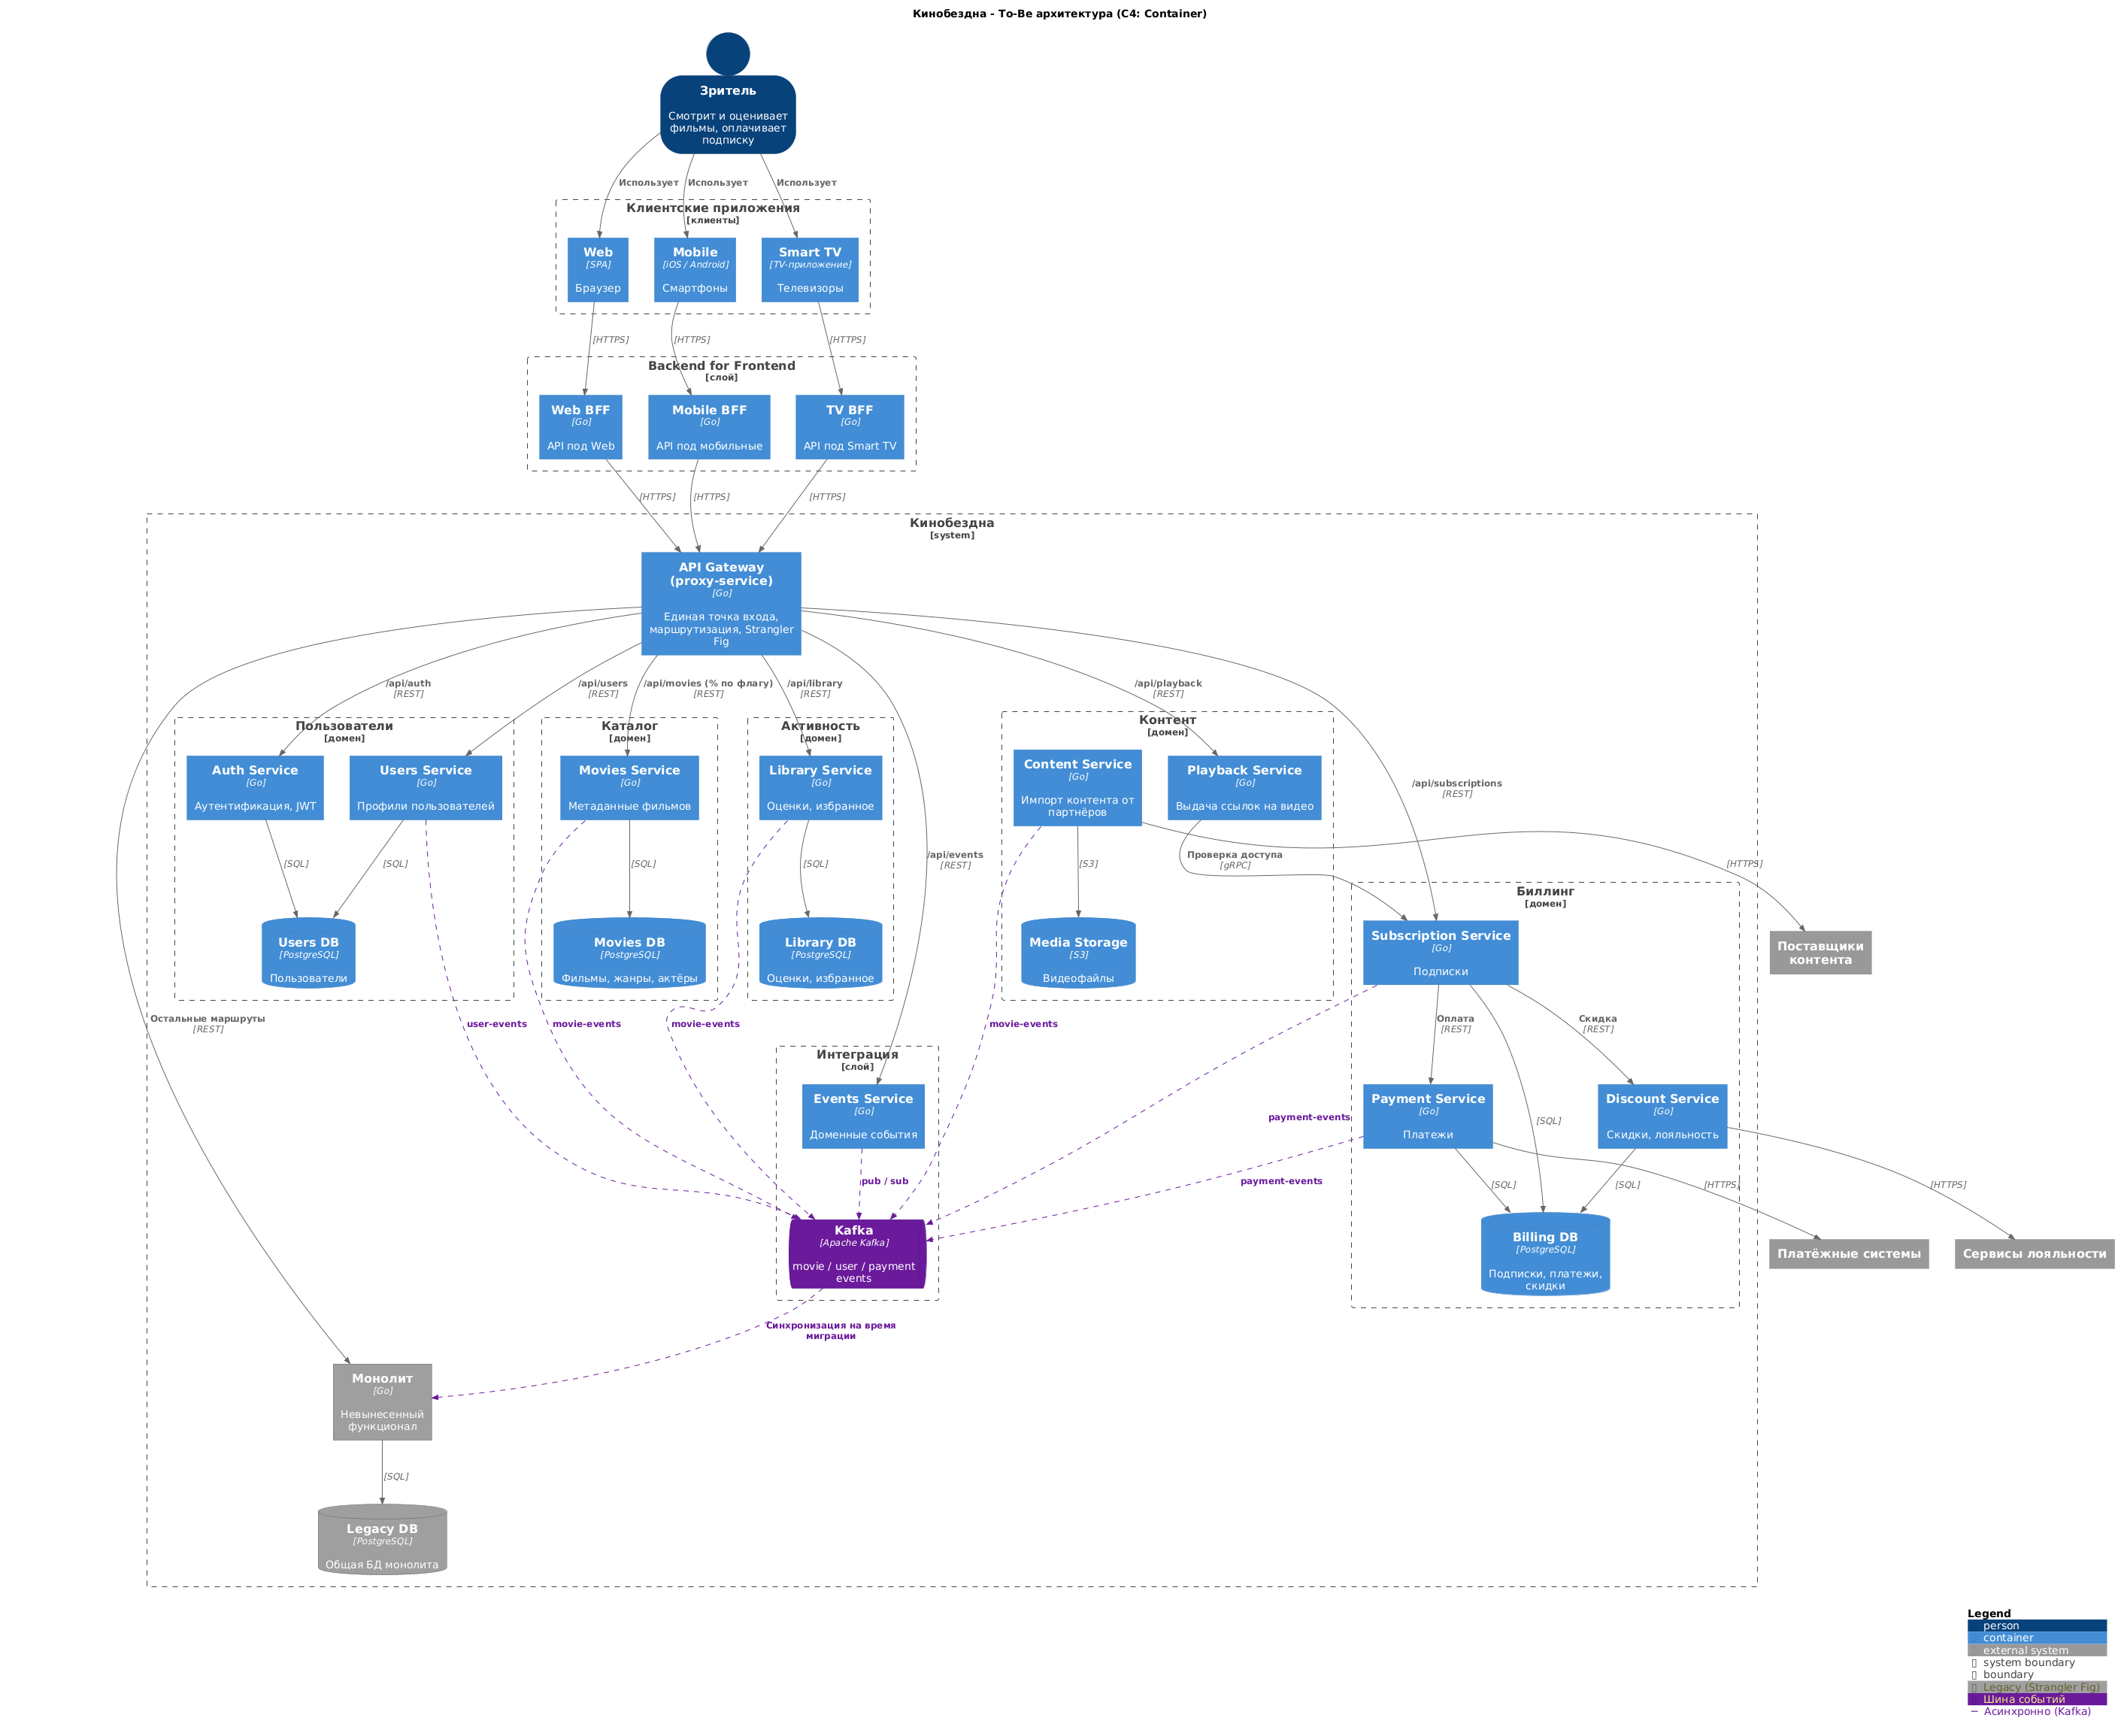 Кинобездна - To-Be архитектура (C4: Container)
Зритель
Смотрит и оценивает
фильмы, оплачивает
подписку
Использует
Использует
Использует
Клиентские приложения
[клиенты]
Web
[SPA]
Браузер
Mobile
[iOS / Android]
Смартфоны
Smart TV
[TV-приложение]
Телевизоры
[HTTPS]
[HTTPS]
[HTTPS]
Backend for Frontend
[слой]
Web BFF
[Go]
API под Web
Mobile BFF
[Go]
API под мобильные
TV BFF
[Go]
API под Smart TV
[HTTPS]
[HTTPS]
[HTTPS]
Кинобездна
[system]
API Gateway
(proxy-service)
[Go]
Единая точка входа,
маршрутизация, Strangler
Fig
/api/auth
[REST]
/api/users
[REST]
/api/movies (% по флагу)
[REST]
/api/library
[REST]
/api/playback
[REST]
/api/subscriptions
[REST]
/api/events
[REST]
Пользователи
[домен]
Auth Service
[Go]
Аутентификация, JWT
Users Service
[Go]
Профили пользователей
[SQL]
[SQL]
Users DB
[PostgreSQL]
Пользователи
Каталог
[домен]
Movies Service
[Go]
Метаданные фильмов
[SQL]
Movies DB
[PostgreSQL]
Фильмы, жанры, актёры
Активность
[домен]
Library Service
[Go]
Оценки, избранное
[SQL]
Library DB
[PostgreSQL]
Оценки, избранное
Контент
[домен]
Content Service
[Go]
Импорт контента от
партнёров
Playback Service
[Go]
Выдача ссылок на видео
[S3]
Проверка доступа
[gRPC]
[HTTPS]
Media Storage
[S3]
Видеофайлы
Биллинг
[домен]
Subscription Service
[Go]
Подписки
Поставщики
контента
Остальные маршруты
[REST]
user-events
movie-events
movie-events
movie-events
Оплата
[REST]
Скидка
[REST]
Интеграция
[слой]
Events Service
[Go]
Доменные события
pub / sub
payment-events
payment-events
Payment Service
[Go]
Платежи
[SQL]
Discount Service
[Go]
Скидки, лояльность
[SQL]
[SQL]
[HTTPS]
[HTTPS]
Kafka
[Apache Kafka]
movie / user / payment
events
Billing DB
[PostgreSQL]
Подписки, платежи,
скидки
Платёжные системы
Сервисы лояльности
Синхронизация на время
миграции
Монолит
[Go]
Невынесенный
функционал
[SQL]
Legacy DB
[PostgreSQL]
Общая БД монолита
Legend
person
container
external system
system boundary
boundary
Legacy (Strangler Fig)
Шина событий
Асинхронно (Kafka)